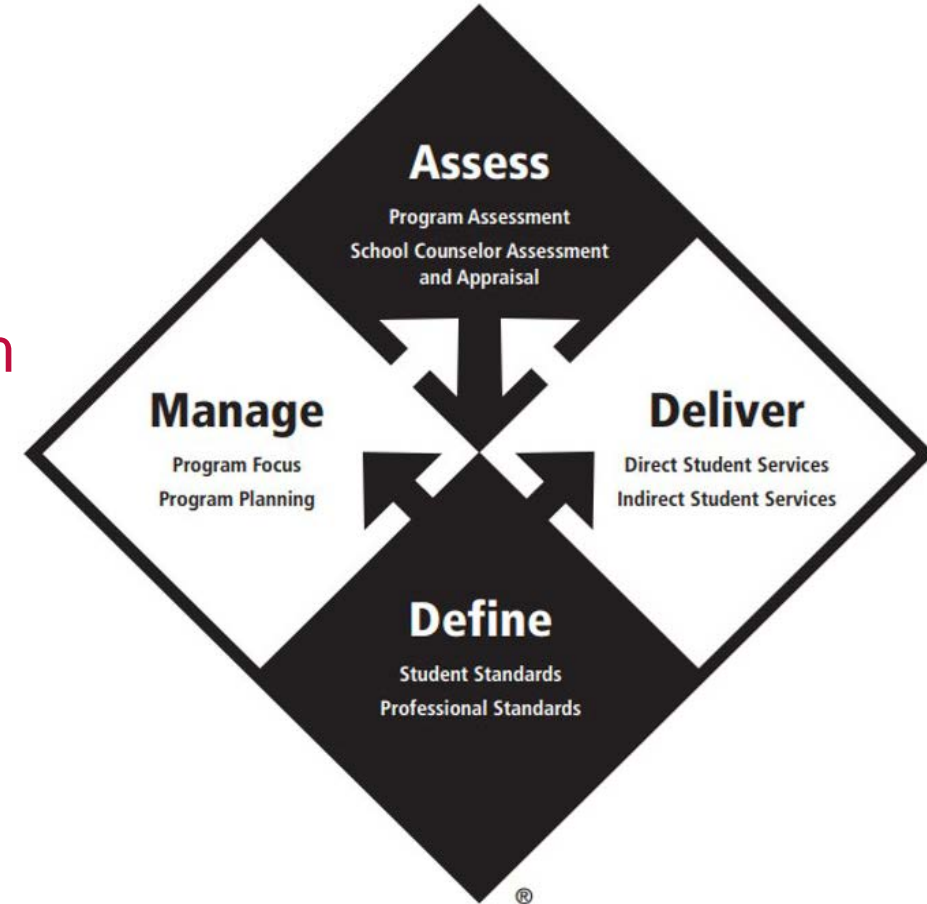 Assess
Program Assessment
School Counselor Assessment
and Appraisal
n
Manage
Program Focus
Program Planning
Deliver
Direct Student Services
Indirect Student Services
Define
Student Standards
Professional Standards
®